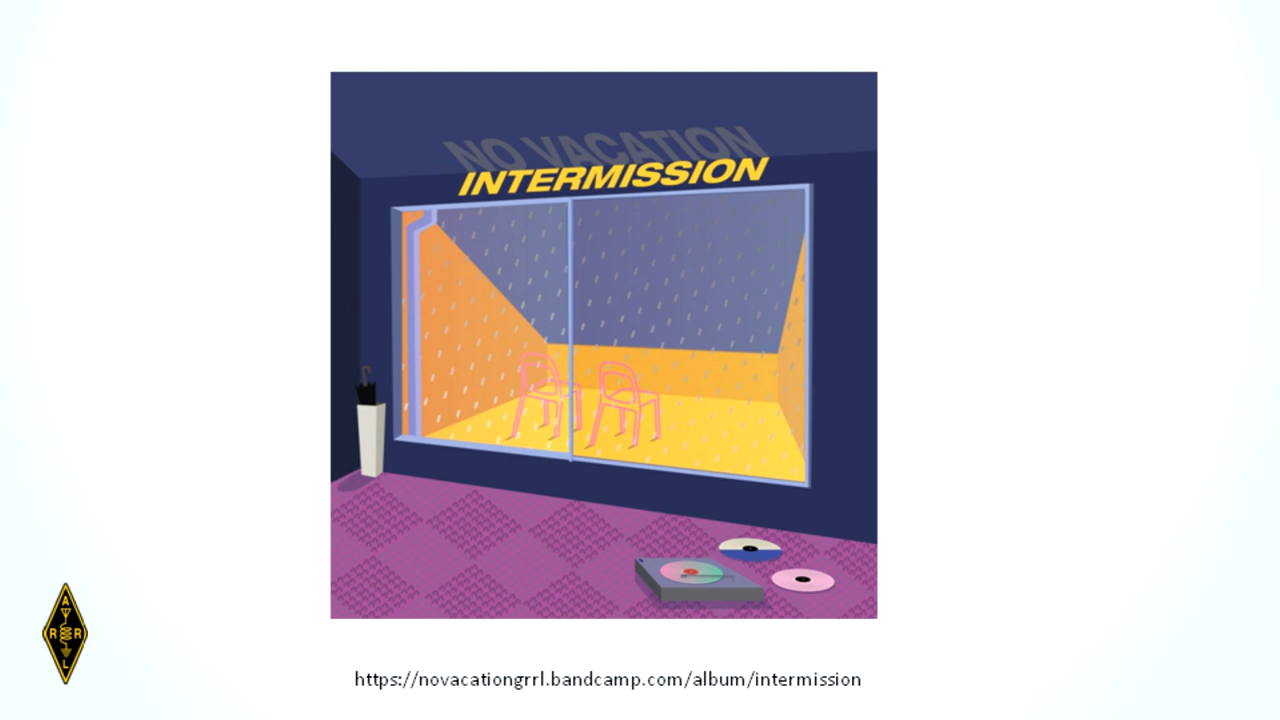 NO VACATION
INTERMISSION
A
R R
L
https://novacationgrrl.bandcamp.com/album/intermission